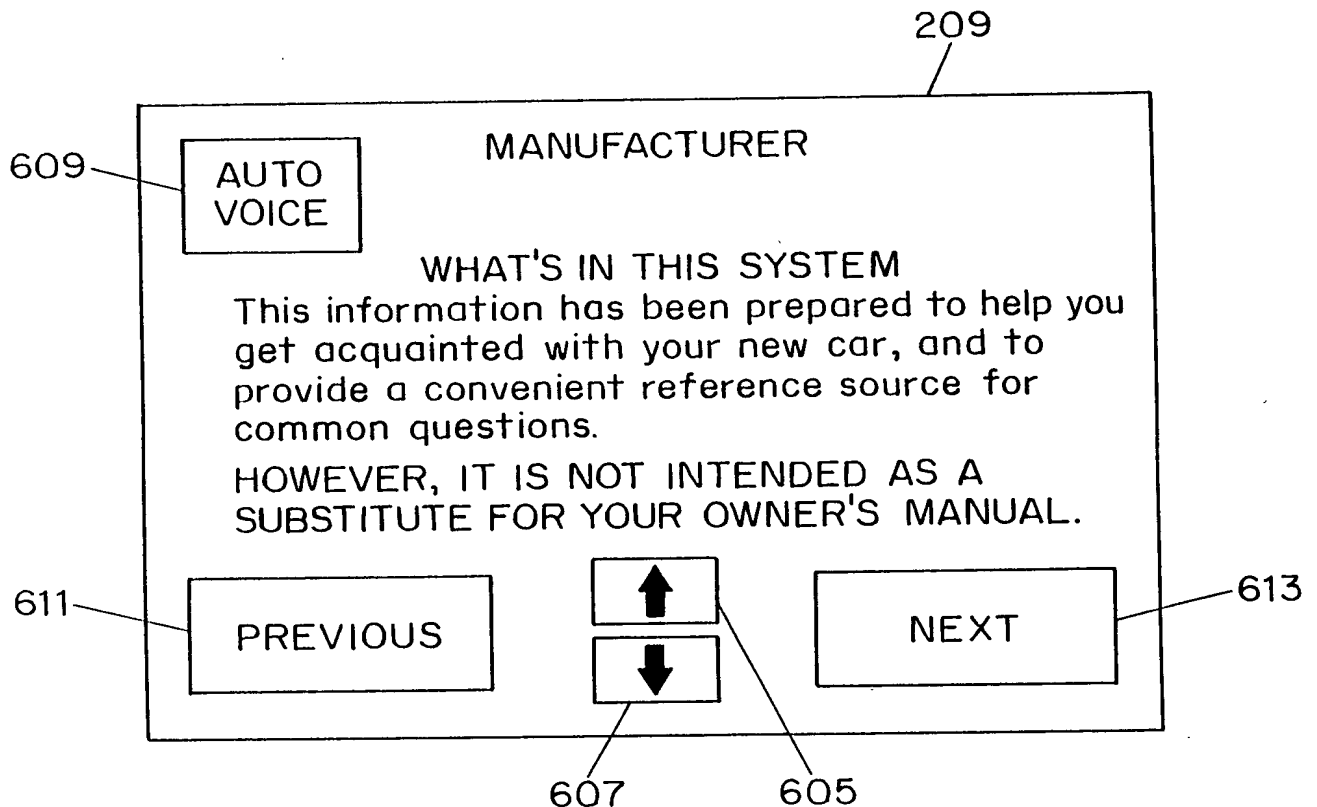 209
MANUFACTURER
609
AUTO
VOICE
WHAT'S IN THIS SYSTEM
This information has been prepared to help you
get acquainted with your new car, and to
provide a convenient reference source for
common questions.
HOWEVER, IT IS NOT INTENDED AS A
SUBSTITUTE FOR YOUR OWNER'S MANUAL.
611
PREVIOUS
NEXT
613
607
605